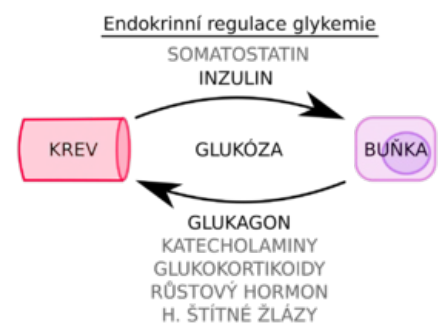 Endokrinní regulace glykemie
SOMATOSTATIN
INZULIN
KREV
GLUKÓZA
BUŇKA
GLUKAGON
KATECHOLAMINY
GLUKOKORTIKOIDY
RŮSTOVÝ HORMON
H. ŠTÍTNÉ ŽLÁZY